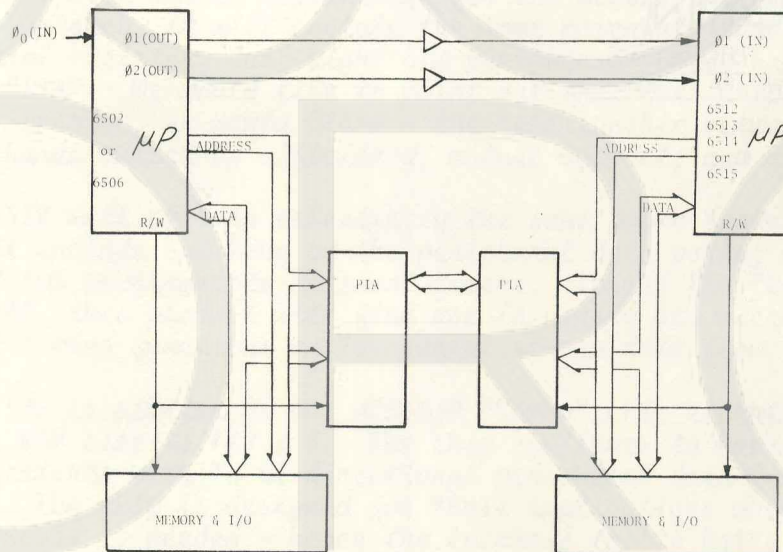 Ø₀(IN)
Ø1(OUT)
Ø2(OUT)
6502
or
6506
μP
ADDRESS
DATA
R/W
PIA
MEMORY & I/O
Ø1 (IN)
Ø2 (IN)
6512
6513
6514
or
6515
μP
ADDRESS
DATA
R/W
PIA
MEMORY & I/O